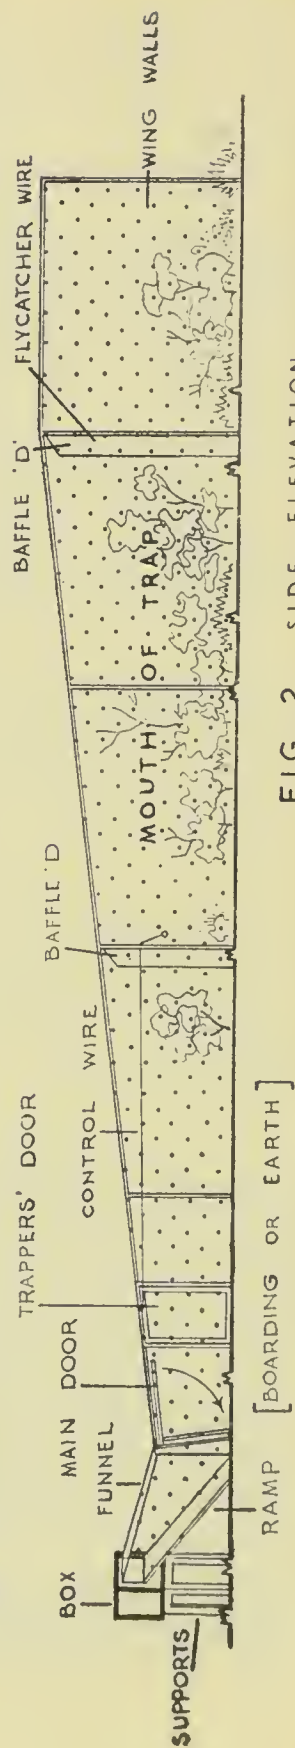 BOX
FUNNEL
MAIN DOOR
TRAPPERS' DOOR
CONTROL WIRE
BAFFLE 'D
BAFFLE 'D'
FLYCATCHER WIRE
WING WALLS
MOUTH OF TRAP
SUPPORTS
RAMP [BOARDING OR EARTH]
FIG 2 SIDE ELEVATION